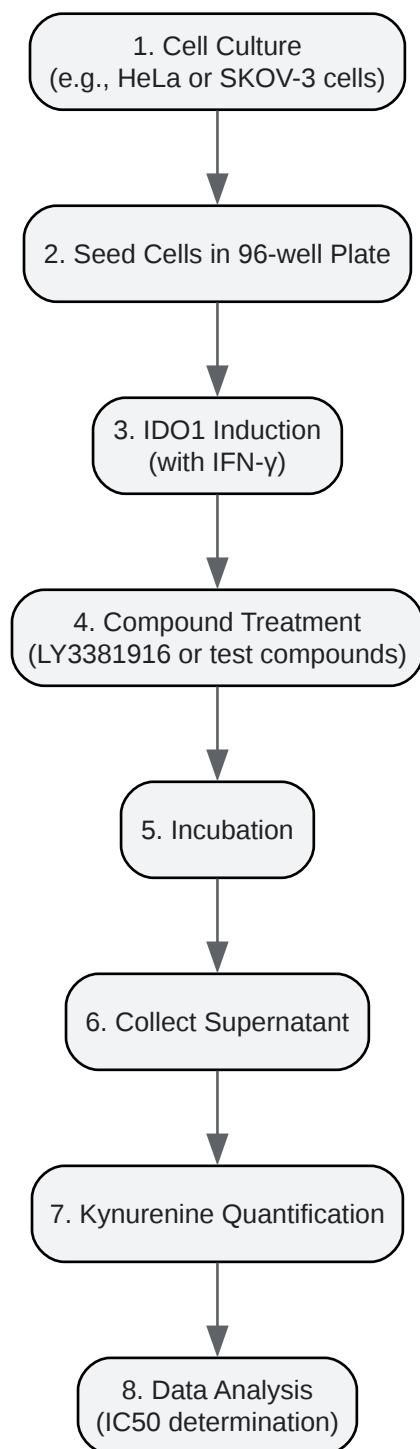 1. Cell Culture
(e.g., HeLa or SKOV-3 cells)
2. Seed Cells in 96-well Plate
3. IDO1 Induction
(with IFN-γ)
4. Compound Treatment
(LY3381916 or test compounds)
5. Incubation
6. Collect Supernatant
7. Kynurenine Quantification
8. Data Analysis
(IC50 determination)